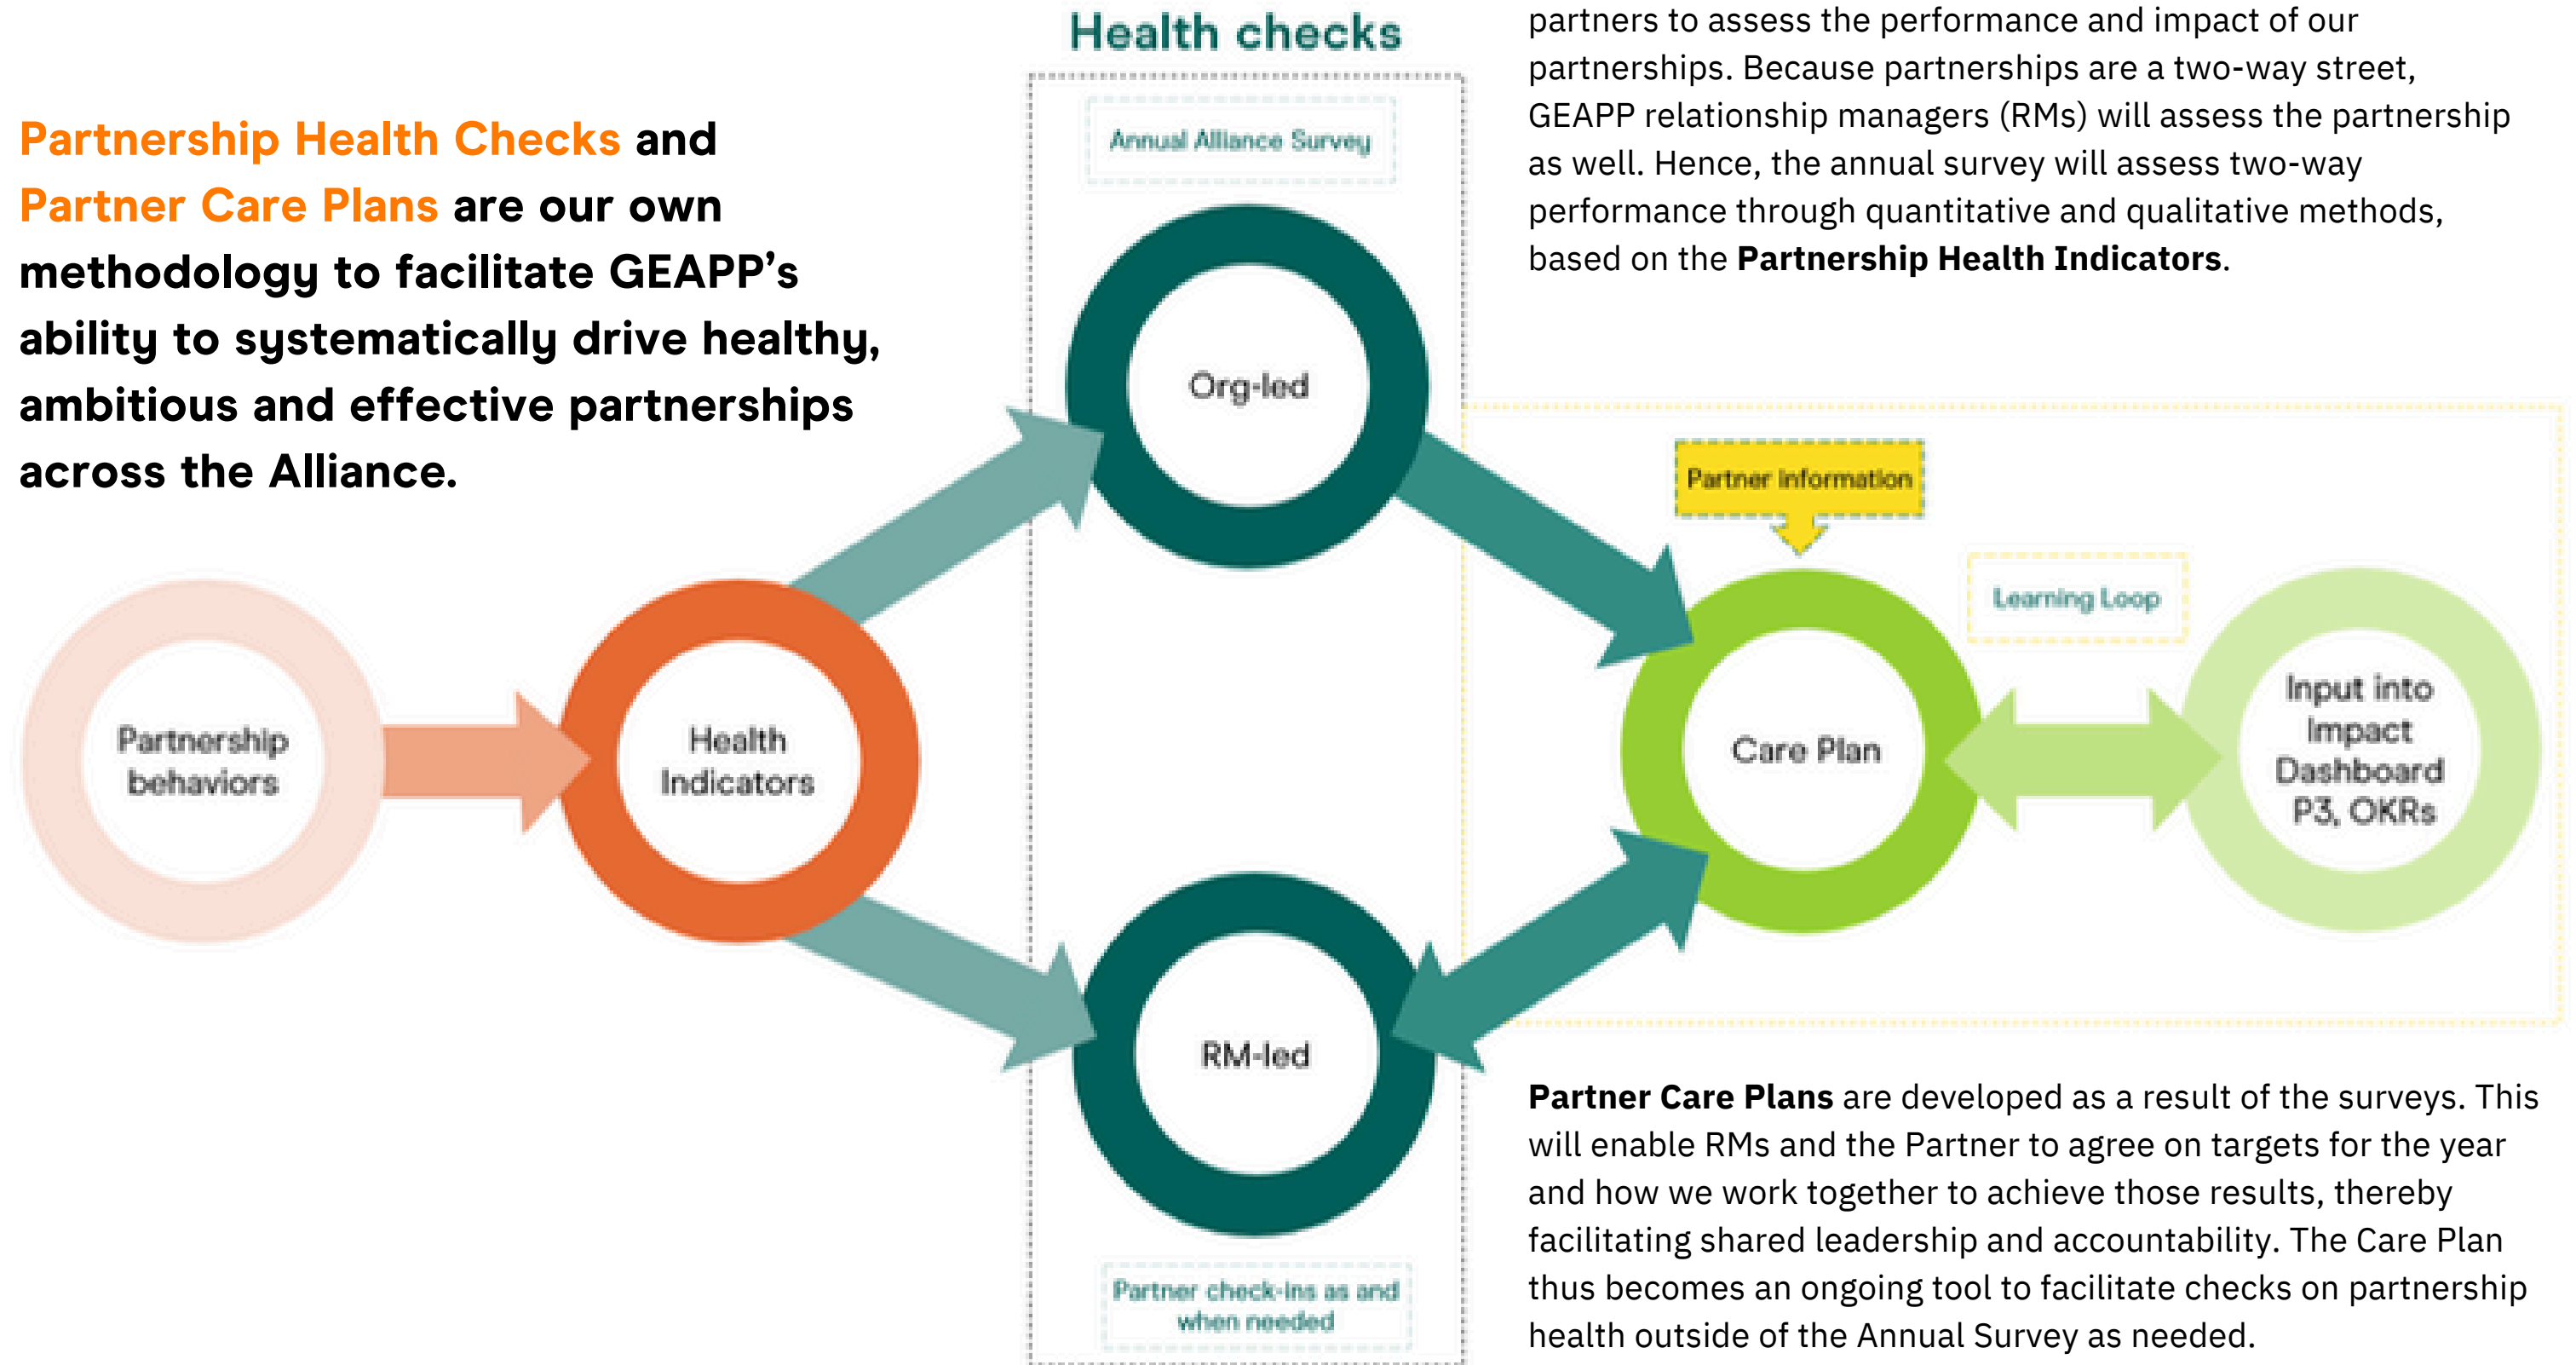 Partnership Health Checks and
Partner Care Plans are our own
methodology to facilitate GEAPP’s
ability to systematically drive healthy,
ambitious and effective partnerships
across the Alliance.
Health checks
Annual Alliance Survey
Org-led
partners to assess the performance and impact of our
partnerships. Because partnerships are a two-way street,
GEAPP relationship managers (RMs) will assess the partnership
as well. Hence, the annual survey will assess two-way
performance through quantitative and qualitative methods,
based on the Partnership Health Indicators.
Partnership
behaviors
Health
Indicators
Partner information
Care Plan
Learning Loop
Input into
Impact
Dashboard
P3, OKRs
RM-led
Partner check-ins as and
when needed
Partner Care Plans are developed as a result of the surveys. This
will enable RMs and the Partner to agree on targets for the year
and how we work together to achieve those results, thereby
facilitating shared leadership and accountability. The Care Plan
thus becomes an ongoing tool to facilitate checks on partnership
health outside of the Annual Survey as needed.